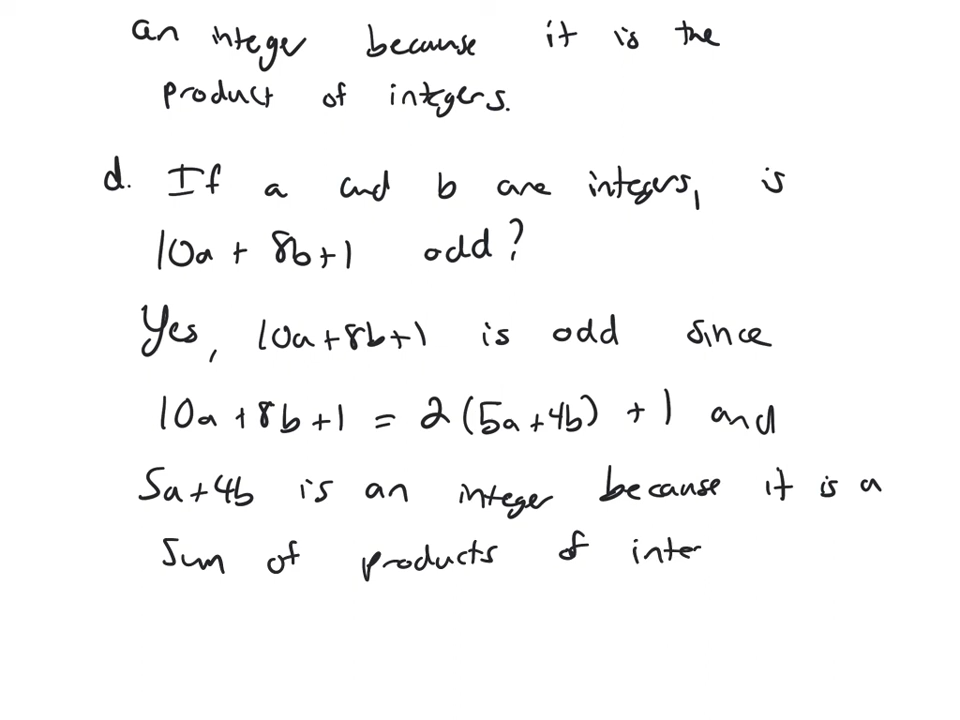 an integer because it is the
product of integers.
d. If a and b are integers, is
10a + 8b + 1 odd?
Yes, 10a + 8b + 1 is odd since
10a + 8b + 1 = 2 (5a + 4b) + 1 and
5a + 4b is an integer because it is a
sum of products of inter